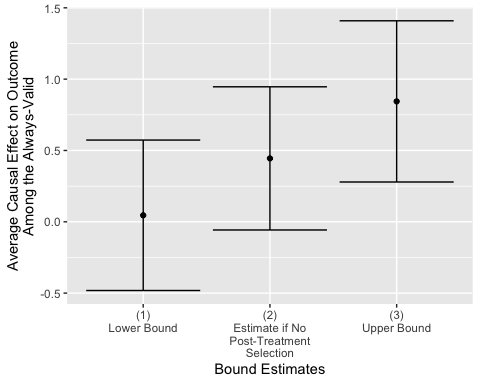 1.5
1.0
0.5
0.0
-0.5
Average Causal Effect on Outcome
Among the Always-Valid
(1)
Lower Bound
(2)
Estimate if No
Post-Treatment
Selection
(3)
Upper Bound
Bound Estimates